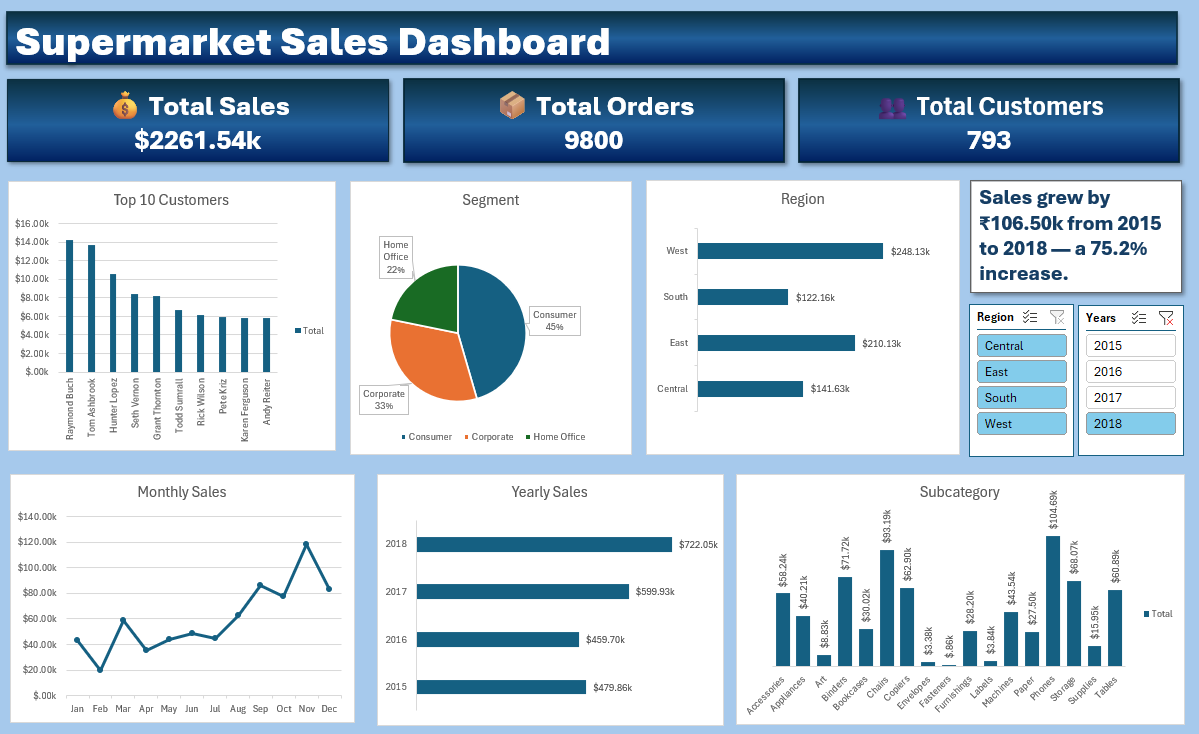 Supermarket Sales Dashboard
Total Sales
$2261.54k
Total Orders
9800
Total Customers
793
Top 10 Customers
$16.00k
$14.00k
$12.00k
$10.00k
$8.00k
$6.00k
$4.00k
$2.00k
$.00k
Raymond Buch
Tom Ashbrook
Hunter Lopez
Seth Vernon
Grant Thornton
Todd Sumrall
Rick Wilson
Pete Kriz
Karen Ferguson
Andy Reiter
Total
Segment
Home
Office
22%
Consumer
45%
Corporate
33%
Consumer
Corporate
Home Office
Region
West
$248.13k
South
$122.16k
East
$210.13k
Central
$141.63k
Sales grew by
₹106.50k from 2015
to 2018 — a 75.2%
increase.
Region
Central
East
South
West
Years
2015
2016
2017
2018
Monthly Sales
$140.00k
$120.00k
$100.00k
$80.00k
$60.00k
$40.00k
$20.00k
$.00k
Jan Feb Mar Apr May Jun Jul Aug Sep Oct Nov Dec
Yearly Sales
2018
$722.05k
2017
$599.93k
2016
$459.70k
2015
$479.86k
Subcategory
$58.24k
$40.21k
$8.83k
$71.72k
$30.02k
$93.19k
$62.90k
$3.38k
$.86k
$28.20k
$3.84k
$43.54k
$27.50k
$104.69k
$68.07k
$15.95k
$60.89k
Accessories
Appliances
Art
Binders
Bookcases
Chairs
Copiers
Envelopes
Fasteners
Furnishings
Labels
Machines
Paper
Phones
Storage
Supplies
Tables
Total